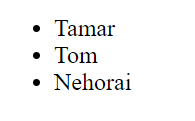 • Tamar
• Tom
• Nehorai